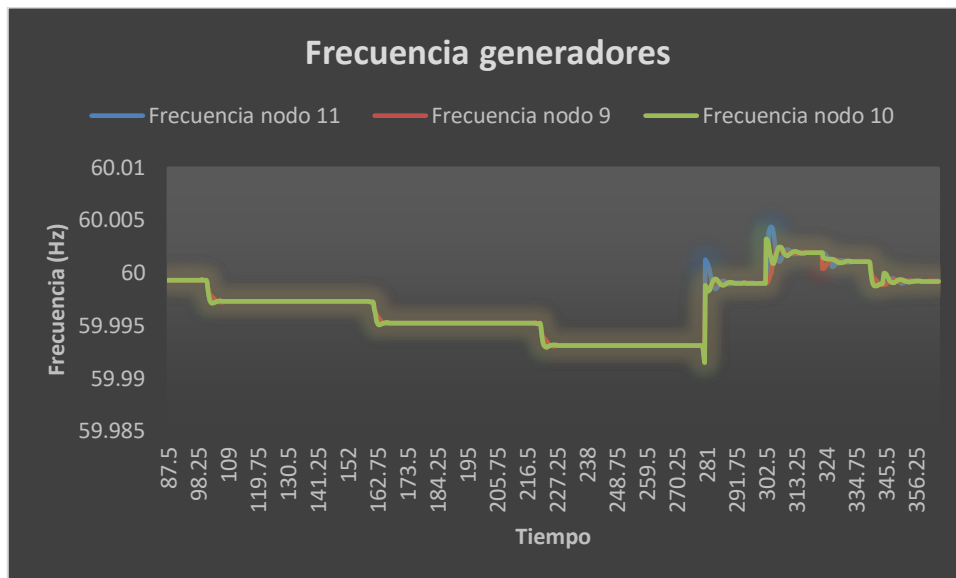 Frecuencia generadores
Frecuencia nodo 11 Frecuencia nodo 9 Frecuencia nodo 10
Frecuencia (Hz)
60.01
60.005
60
59.995
59.99
59.985
87.5 98.25 109 119.75 130.5 141.25 152 162.75 173.5 184.25 195 205.75 216.5 227.25 238 248.75 259.5 270.25 281 291.75 302.5 313.25 324 334.75 345.5 356.25
Tiempo